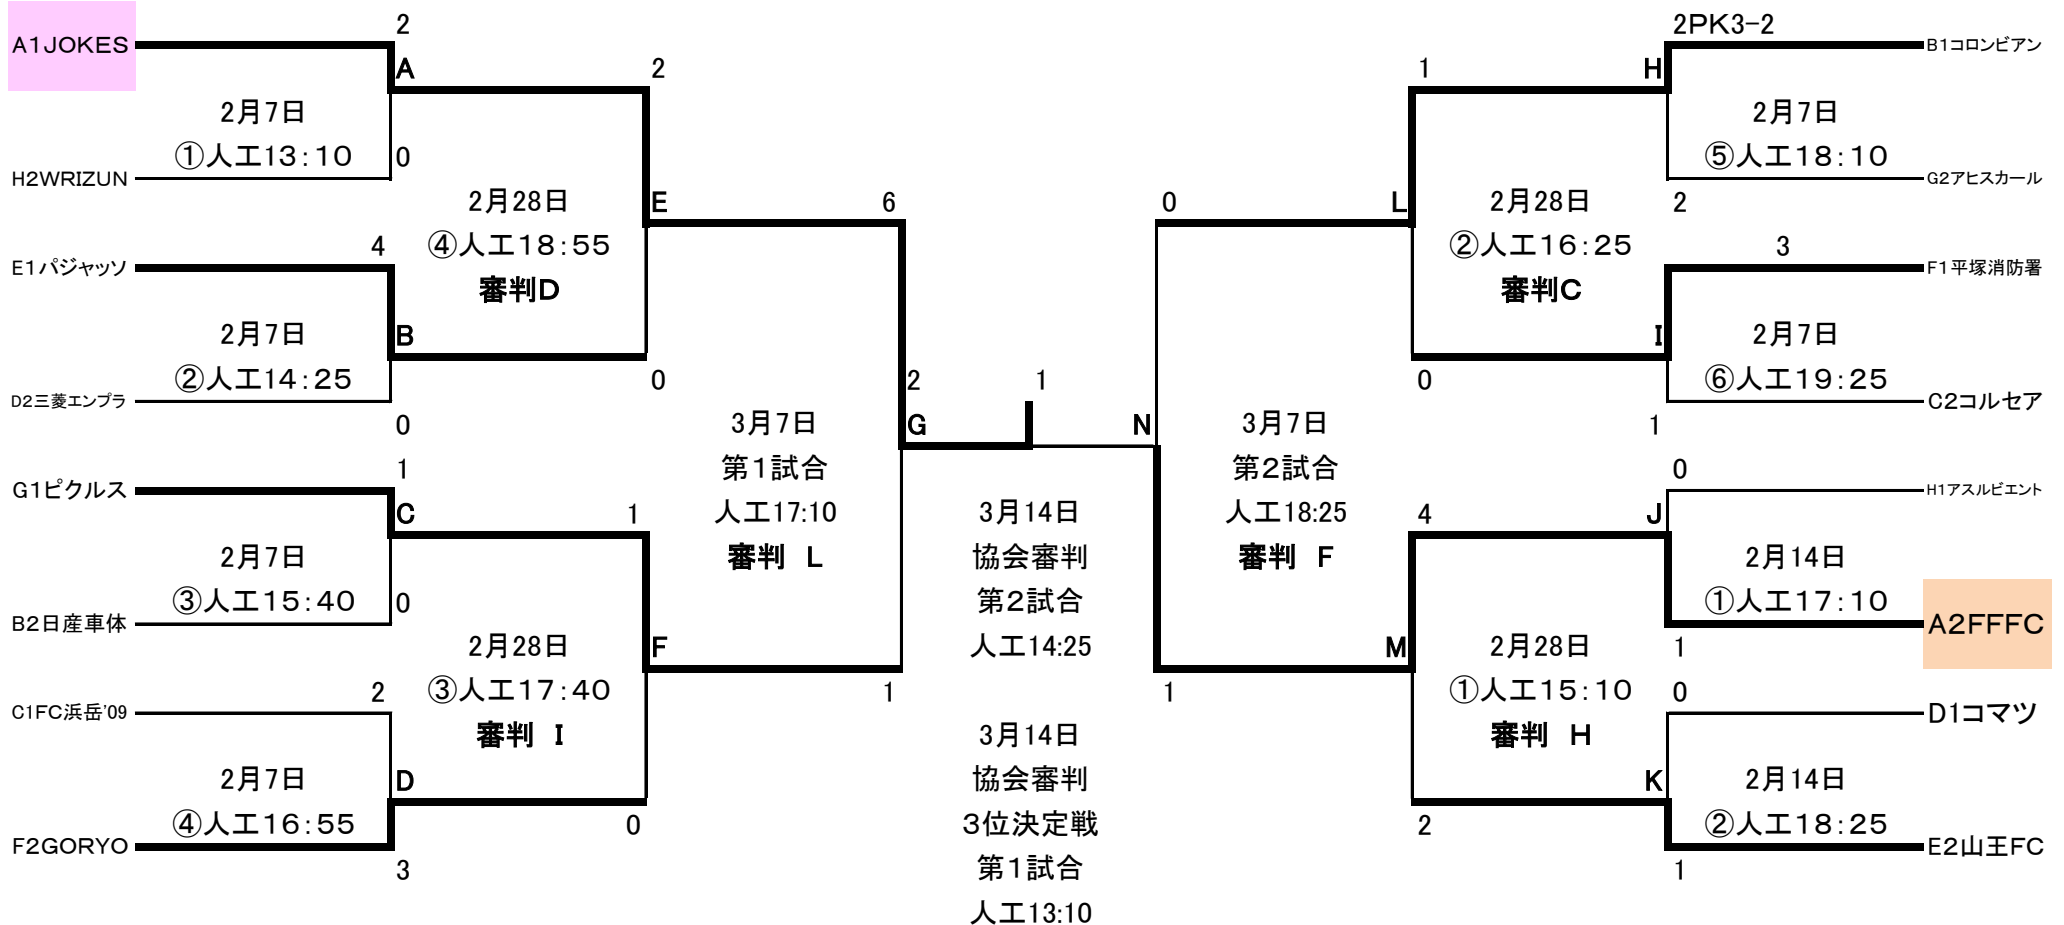 A1JOKES
2
A
2月7日
①人工13:10
0
H2WRIZUN
E1パジャッソ
4
B
2月7日
②人工14:25
0
D2三菱エンプラ
G1ピクルス
1
C
2月7日
③人工15:40
0
B2日産車体
C1FC浜岳'09
2
D
2月7日
④人工16:55
3
F2GORYO
2
E
2月28日
④人工18:55
審判D
0
1
F
2月28日
③人工17:40
審判 I
0
6
G
3月7日
第1試合
人工17:10
審判 L
1
2
1
3月14日
協会審判
第2試合
人工14:25
3月14日
協会審判
3位決定戦
第1試合
人工13:10
0
N
3月7日
第2試合
人工18:25
審判 F
1
1
L
2月28日
②人工16:25
審判C
0
4
M
2月28日
①人工15:10
審判 H
2
2PK3-2
H
B1コロンビアン
2月7日
⑤人工18:10
G2アヒスカール
2
3
F1平塚消防署
I
2月7日
⑥人工19:25
C2コルセア
1
0
H1アスルビエント
J
2月14日
①人工17:10
A2FFFC
1
0
D1コマツ
K
2月14日
②人工18:25
E2山王FC
1